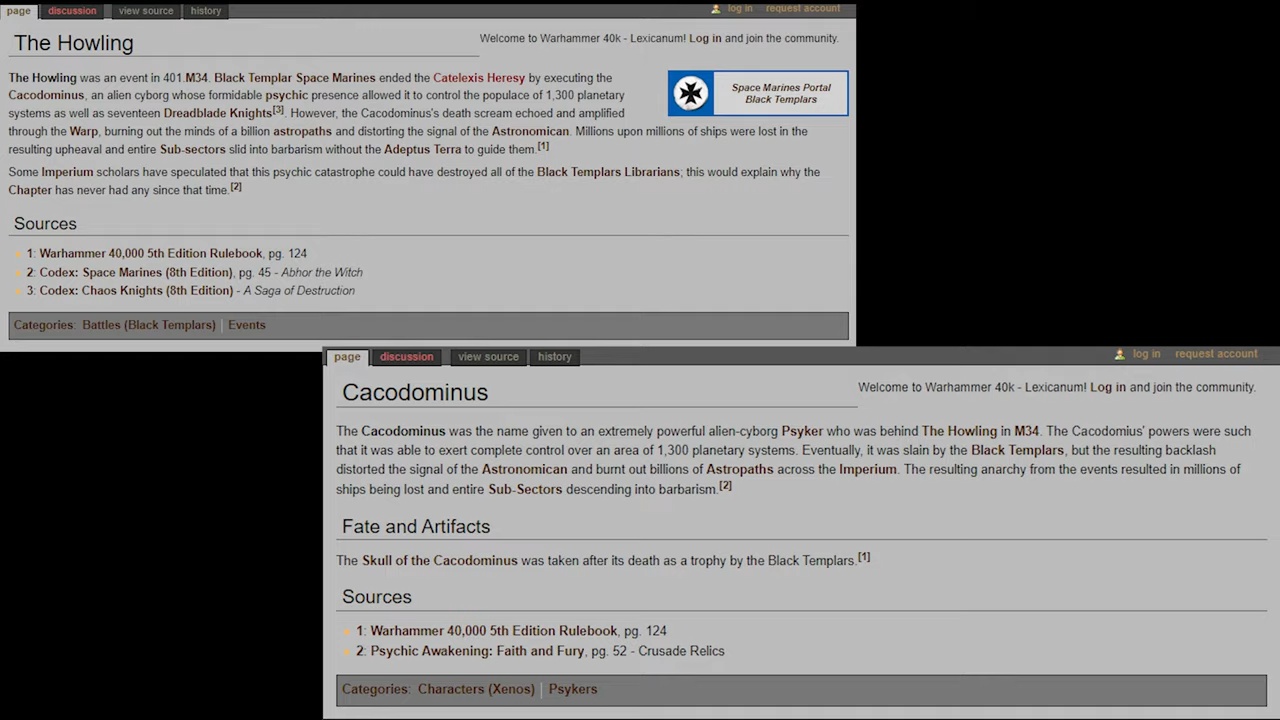 page discussion view source history log in request account
The Howling
Welcome to Warhammer 40k - Lexicanum! Log in and join the community.
The Howling was an event in 401.M34. Black Templar Space Marines ended the Catelexis Heresy by executing the
Cacodominus, an alien cyborg whose formidable psychic presence allowed it to control the populace of 1,300 planetary
systems as well as seventeen Dreadblade Knights[3]. However, the Cacodominus's death scream echoed and amplified
through the Warp, burning out the minds of a billion astropaths and distorting the signal of the Astronomican. Millions upon millions of ships were lost in the
resulting upheaval and entire Sub-sectors slid into barbarism without the Adeptus Terra to guide them.[1]
Space Marines Portal
Black Templars
Some Imperium scholars have speculated that this psychic catastrophe could have destroyed all of the Black Templars Librarians; this would explain why the
Chapter has never had any since that time.[2]
Sources
1: Warhammer 40,000 5th Edition Rulebook, pg. 124
2: Codex: Space Marines (8th Edition), pg. 45 - Abhor the Witch
3: Codex: Chaos Knights (8th Edition) - A Saga of Destruction
Categories: Battles (Black Templars) | Events
page discussion view source history log in request account
Cacodominus
Welcome to Warhammer 40k - Lexicanum! Log in and join the community.
The Cacodominus was the name given to an extremely powerful alien-cyborg Psyker who was behind The Howling in M34. The Cacodomius' powers were such
that it was able to exert complete control over an area of 1,300 planetary systems. Eventually, it was slain by the Black Templars, but the resulting backlash
distorted the signal of the Astronomican and burnt out billions of Astropaths across the Imperium. The resulting anarchy from the events resulted in millions of
ships being lost and entire Sub-Sectors descending into barbarism.[2]
Fate and Artifacts
The Skull of the Cacodominus was taken after its death as a trophy by the Black Templars.[1]
Sources
1: Warhammer 40,000 5th Edition Rulebook, pg. 124
2: Psychic Awakening: Faith and Fury, pg. 52 - Crusade Relics
Categories: Characters (Xenos) | Psykers